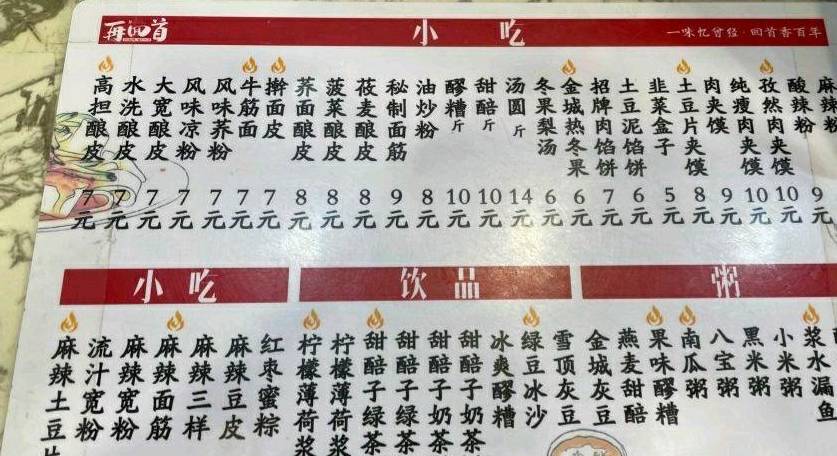 再回首
小吃
一味忆曾经·回首香百年
高担酿皮 7元
水洗酿皮 7元
大宽酿皮 7元
风味凉粉 7元
风味荞粉 7元
牛筋面 7元
擀面皮 7元
荞面酿皮 8元
菠菜酿皮 8元
莜麦酿皮 8元
秘制面筋 9元
油炒粉 8元
醪糟斤 10元
甜醅斤 10元
汤圆斤 14元
冬果梨汤 6元
金城热冬果 6元
招牌肉馅饼 7元
土豆泥馅饼 6元
韭菜盒子 5元
土豆片夹馍 8元
肉夹馍 9元
纯瘦肉夹馍 10元
孜然肉夹馍 10元
酸辣粉 9元
麻辣粉
小吃
麻辣土豆片
流汁宽粉
麻辣宽粉
麻辣面筋
麻辣三样
麻辣豆皮
红枣蜜粽
饮品
柠檬薄荷浆
柠檬薄荷浆
甜醅子绿茶
甜醅子绿茶
甜醅子奶茶
甜醅子奶茶
冰爽醪糟
绿豆冰沙
雪顶灰豆
粥
金城灰豆
燕麦甜醅
果味醪糟
南瓜粥
八宝粥
黑米粥
小米粥
浆水漏鱼